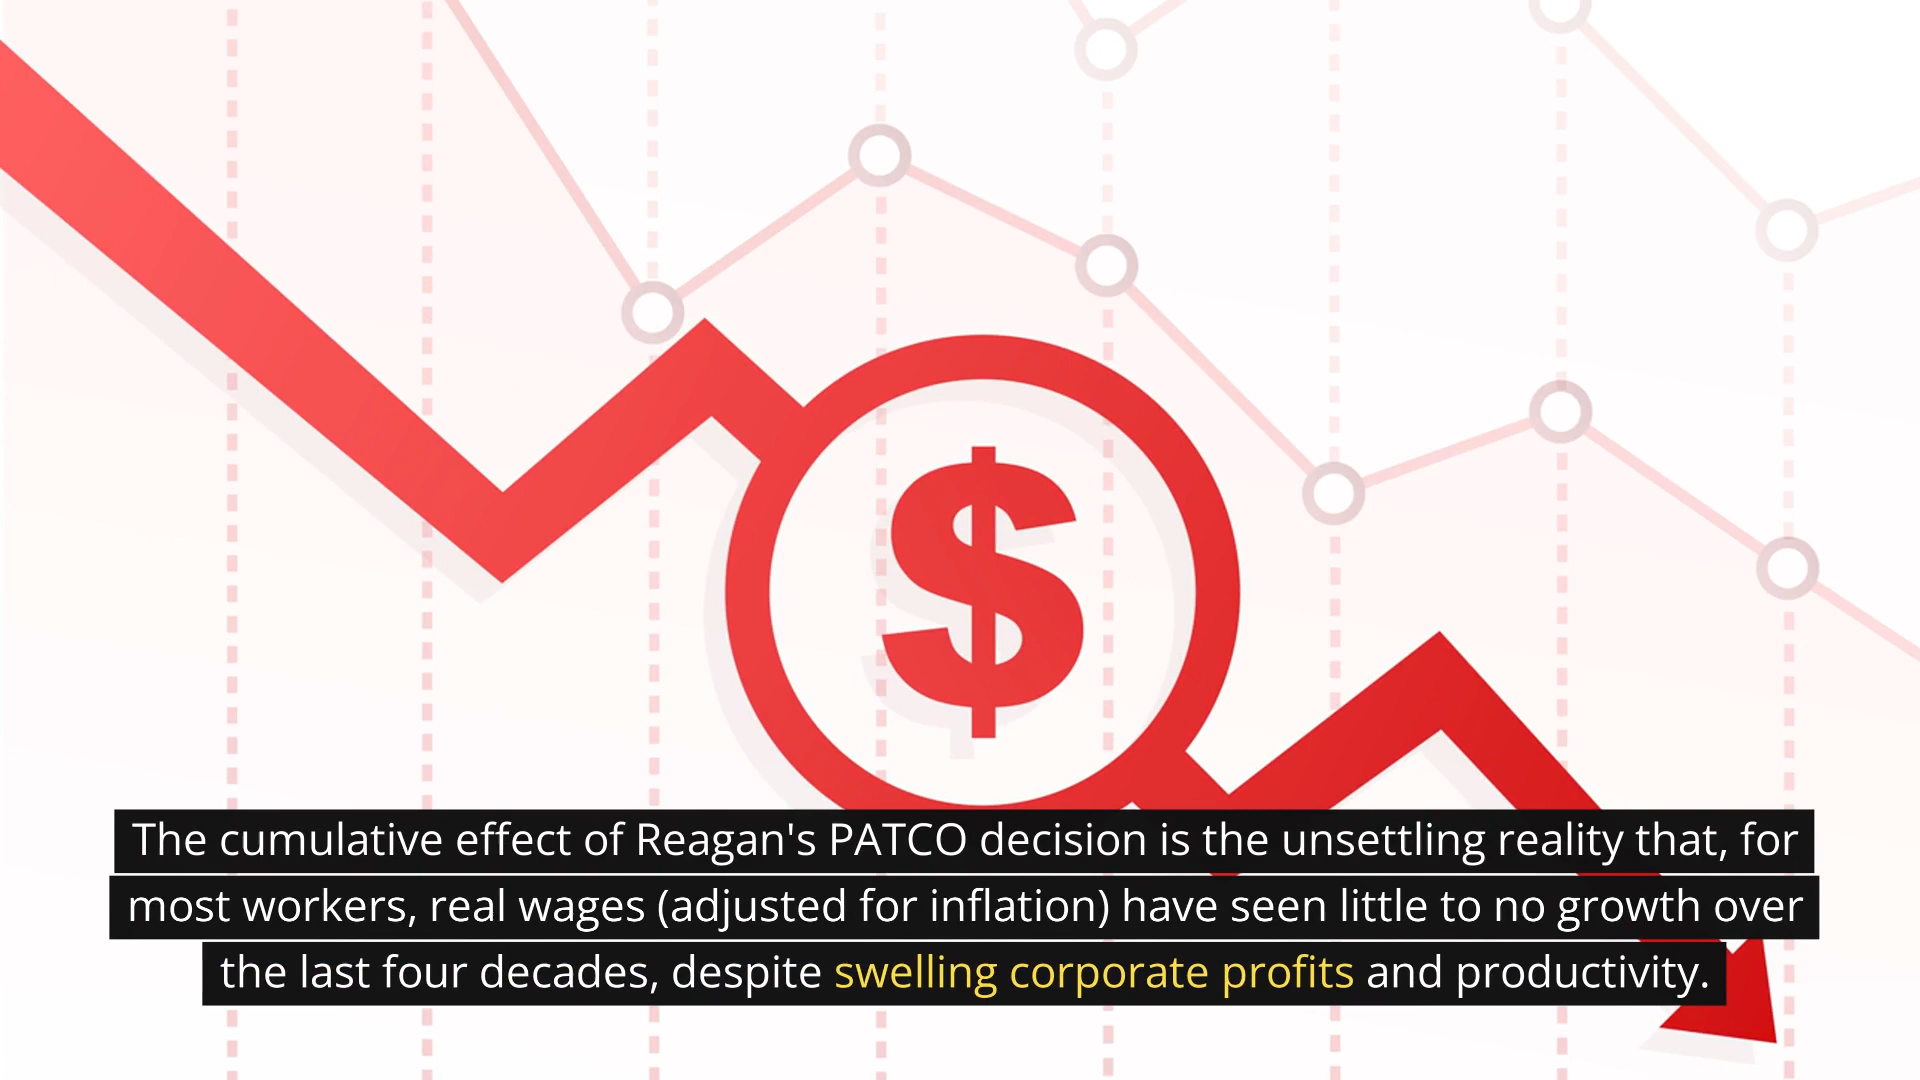 $
The cumulative effect of Reagan's PATCO decision is the unsettling reality that, for
most workers, real wages (adjusted for inflation) have seen little to no growth over
the last four decades, despite swelling corporate profits and productivity.